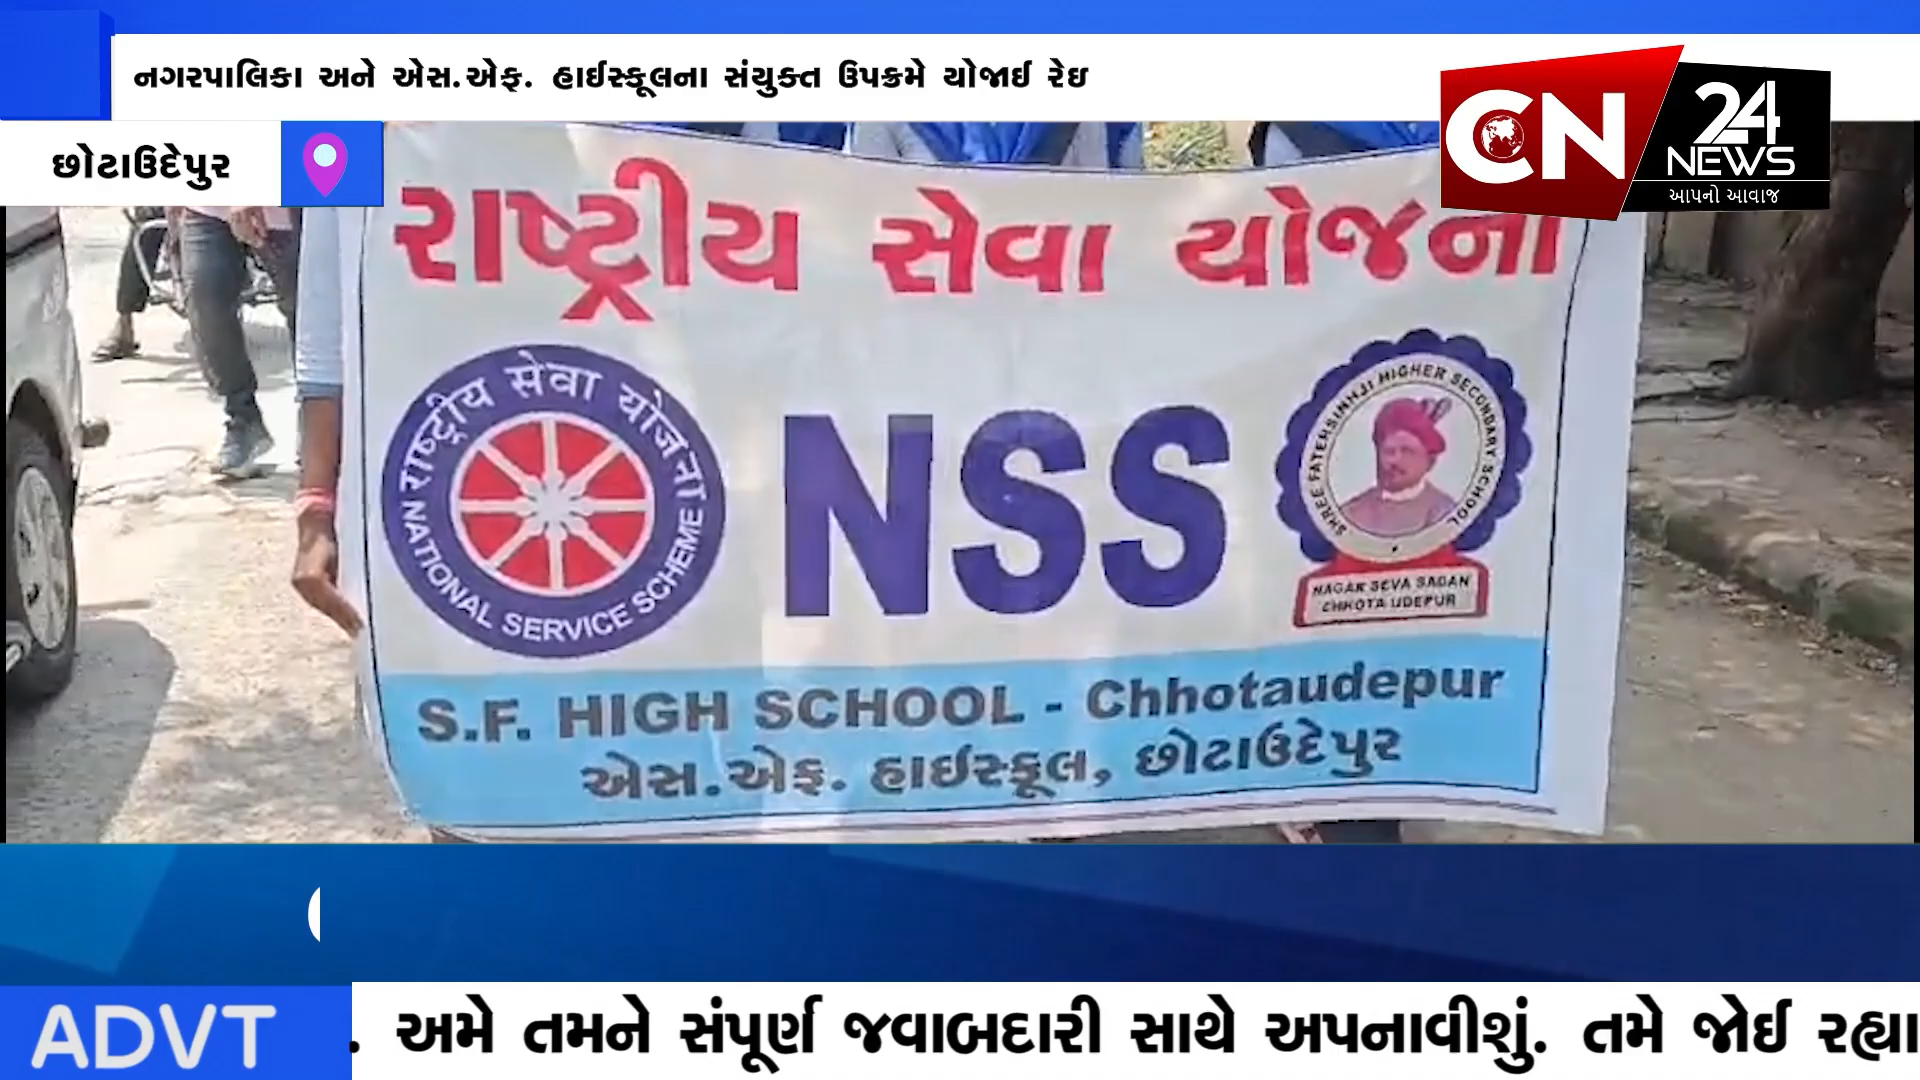 નગરપાલિકા અને એસ.એફ. હાઈસ્કૂલના સંયુક્ત ઉપક્રમે યોજાઈ રેઇ
છોટાઉદેપુર
CN 24 NEWS
આપનો આવાજ
રાષ્ટ્રીય સેવા યોજના
राष्ट्रीय सेवा योजना
NATIONAL SERVICE SCHEME
NSS
SHREE FATEHSINHJI HIGHER SECONDARY SCHOOL
NAGAR SEVA SADAN
CHHOTA UDEPUR
S.F. HIGH SCHOOL - Chhotaudepur
એસ.એફ. હાઈસ્કૂલ, છોટાઉદેપુર
ADVT . અમે તમને સંપૂર્ણ જવાબદારી સાથે અપનાવીશું. તમે જોઈ રહ્યા